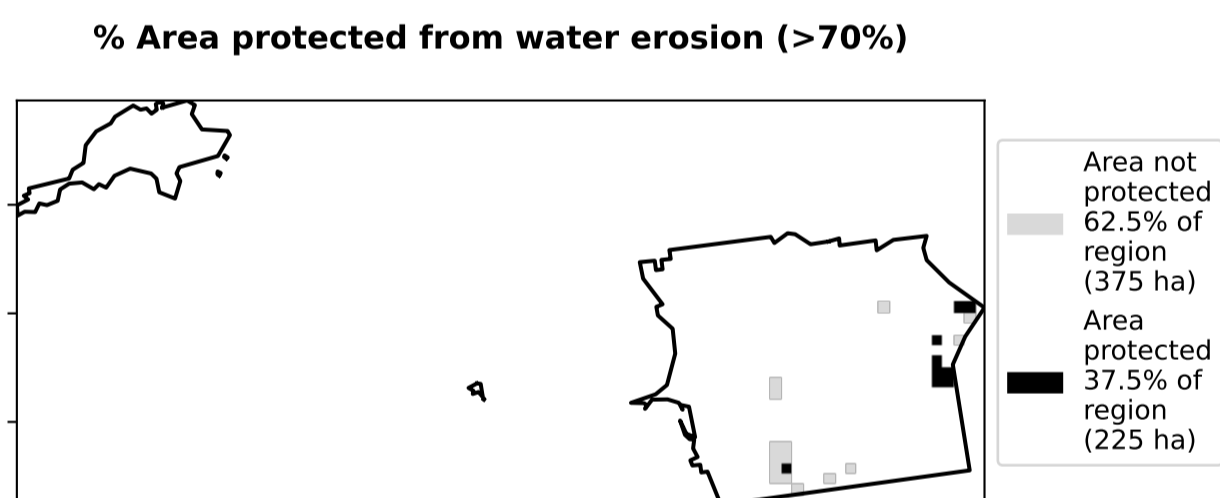 % Area protected from water erosion (>70%)
Area not
protected
62.5% of
region
(375 ha)
Area
protected
37.5% of
region
(225 ha)